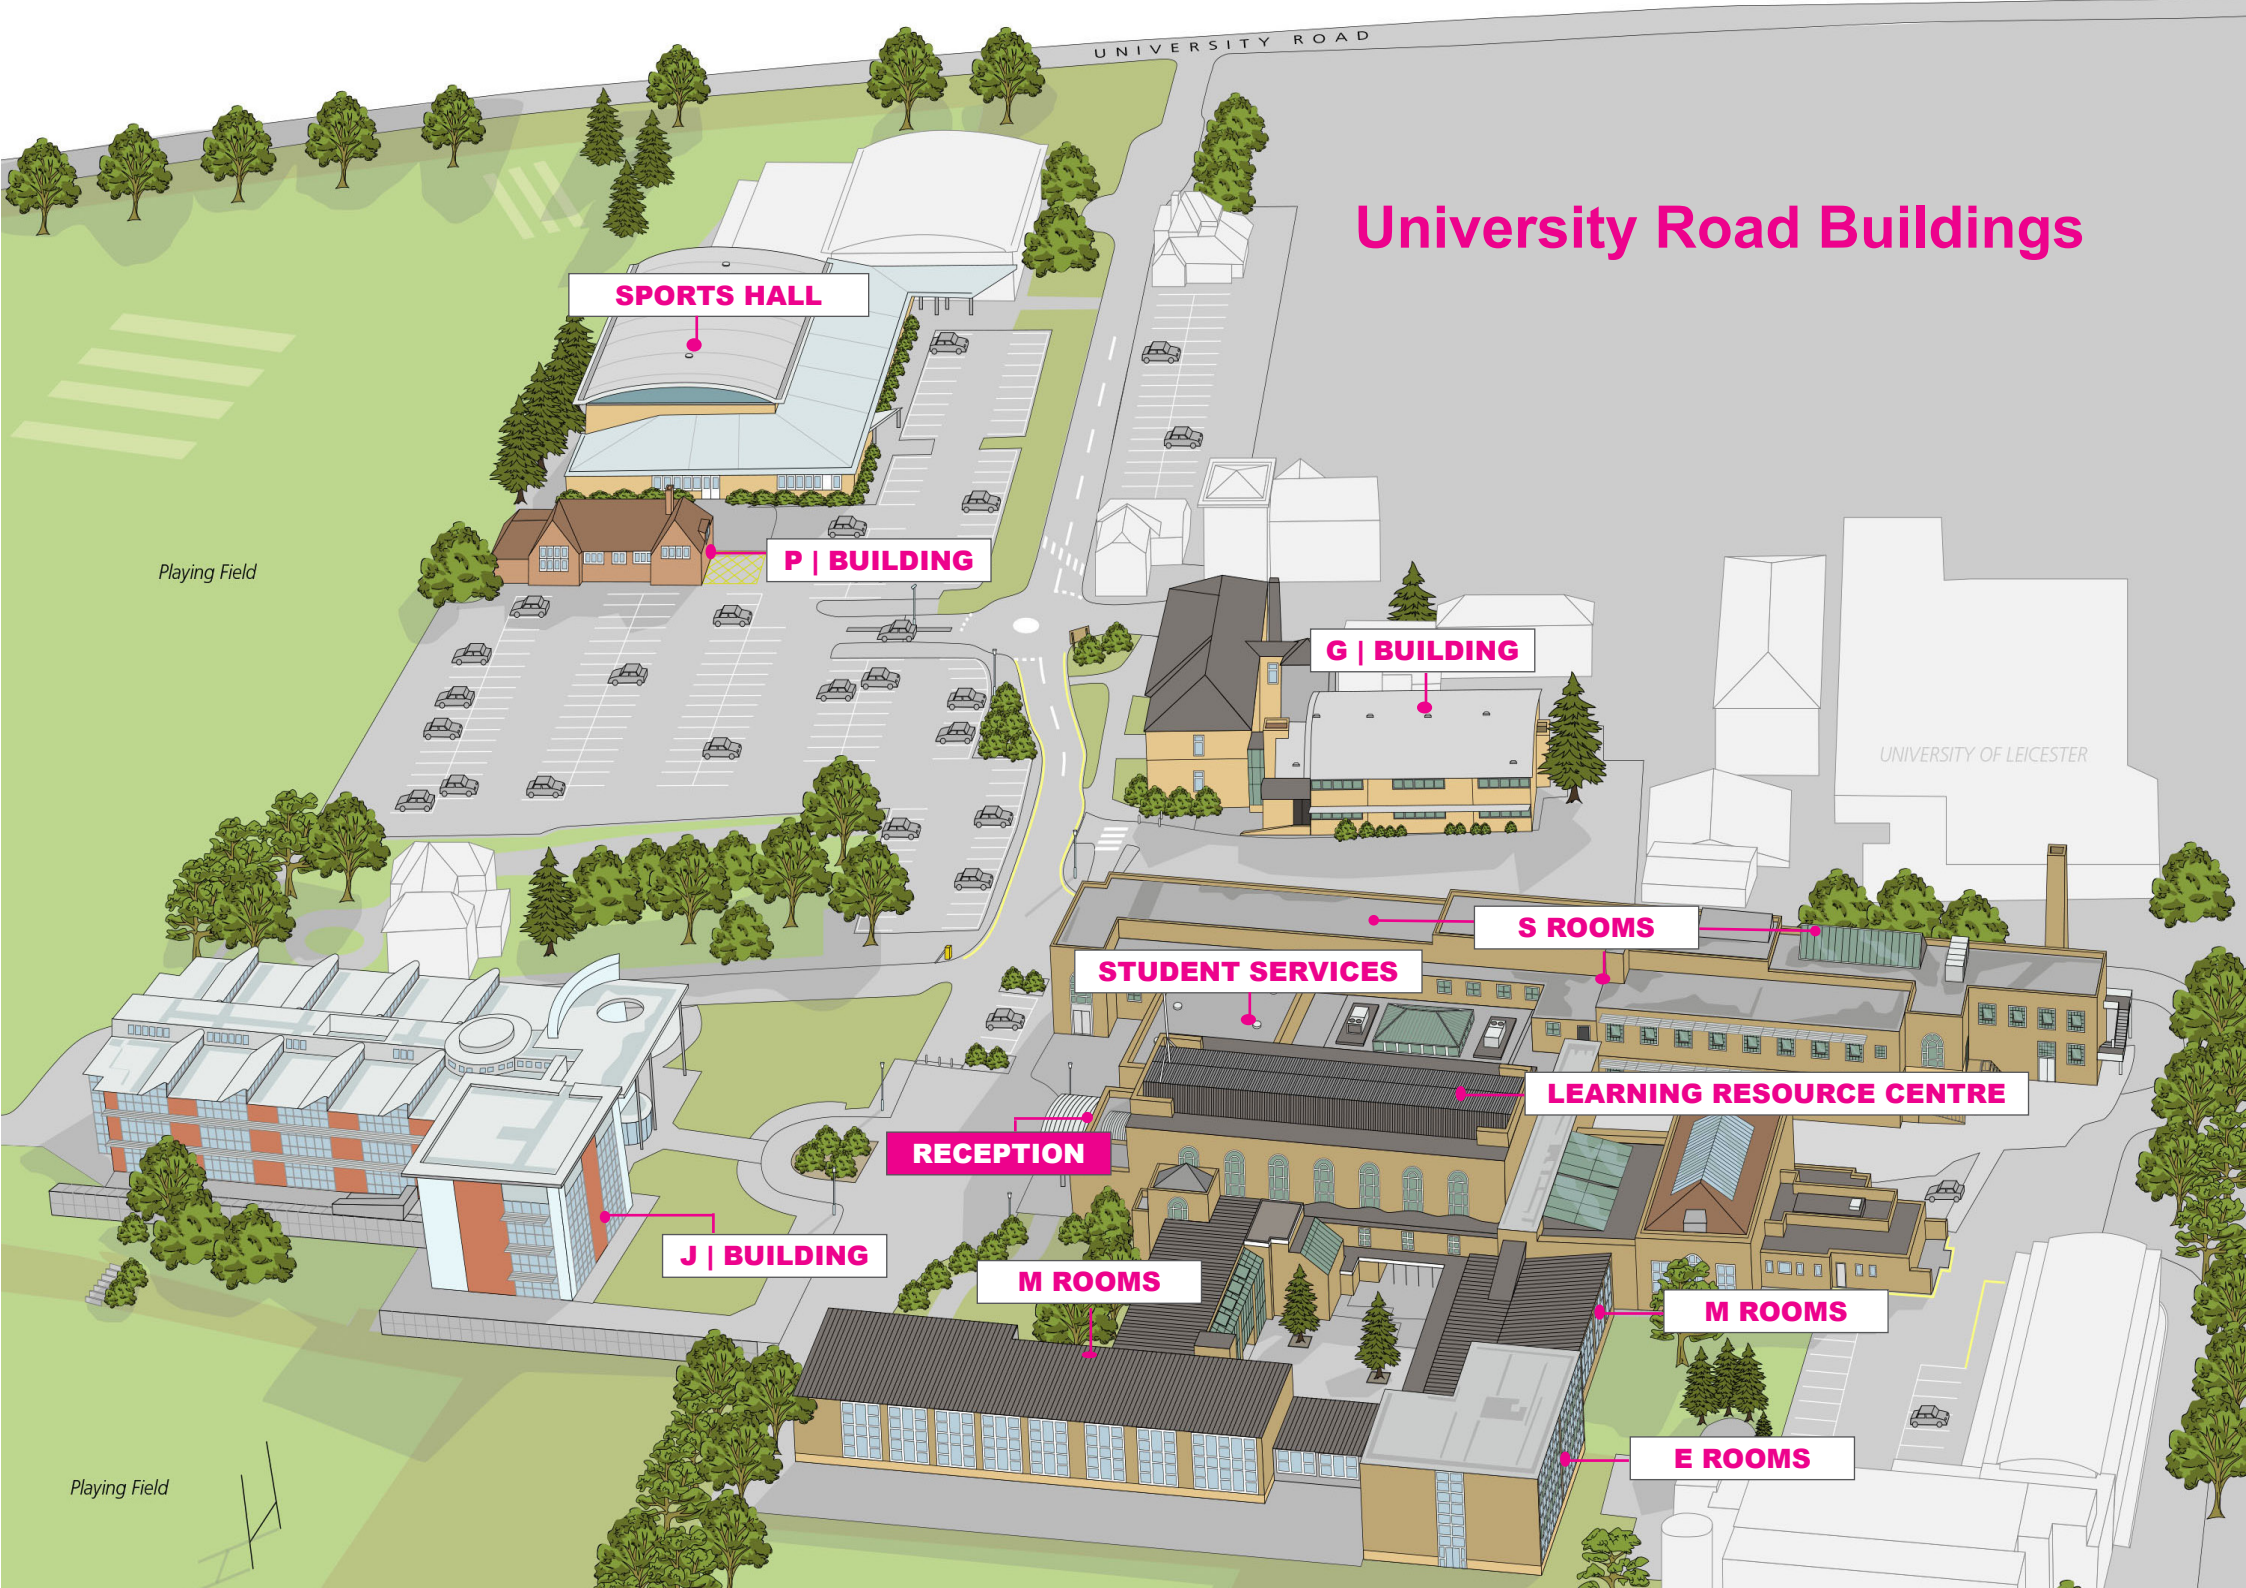 UNIVERSITY ROAD
University Road Buildings
SPORTS HALL
P | BUILDING
Playing Field
G | BUILDING
UNIVERSITY OF LEICESTER
S ROOMS
STUDENT SERVICES
LEARNING RESOURCE CENTRE
RECEPTION
J | BUILDING
M ROOMS
M ROOMS
E ROOMS
Playing Field